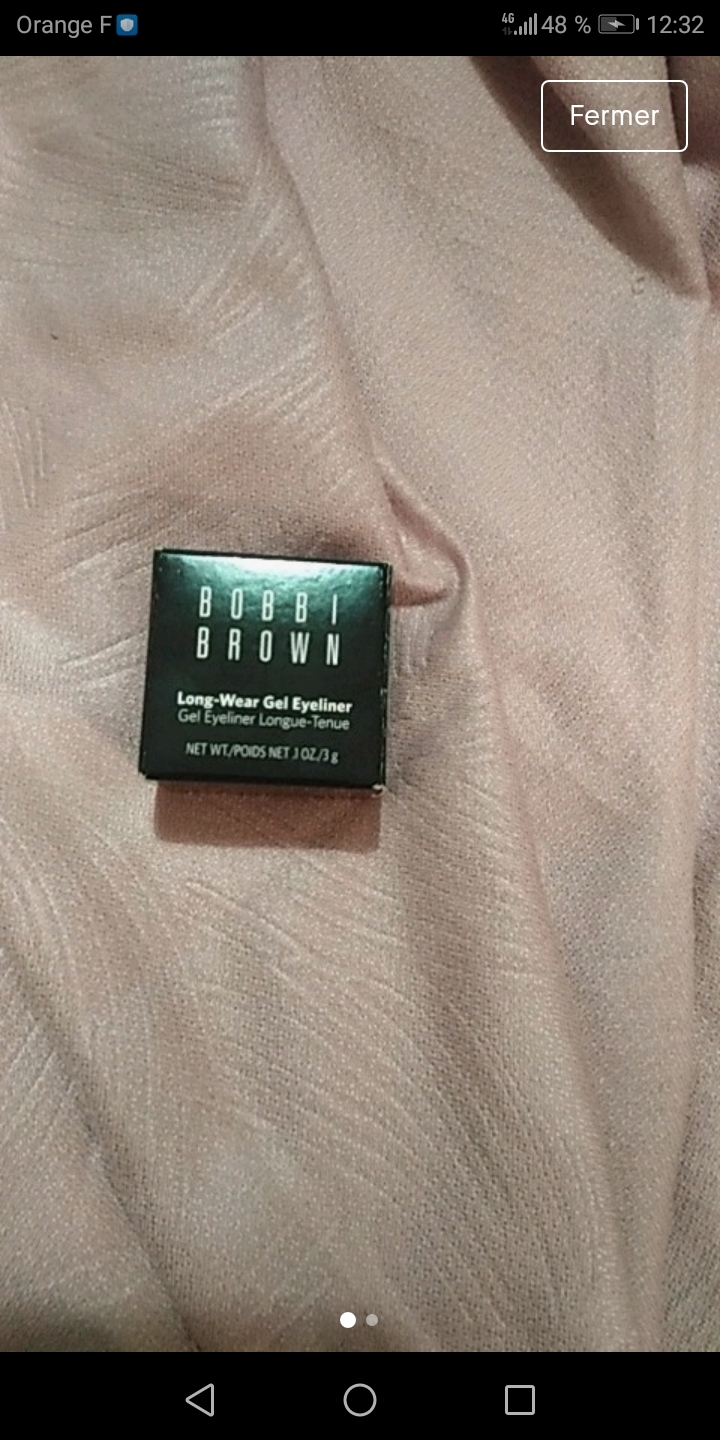 Orange F
4G 48 % 12:32
Fermer
BOBBI
BROWN
Long-Wear Gel Eyeliner
Gel Eyeliner Longue-Tenue
NET WT./POIDS NET .1 OZ./3 g